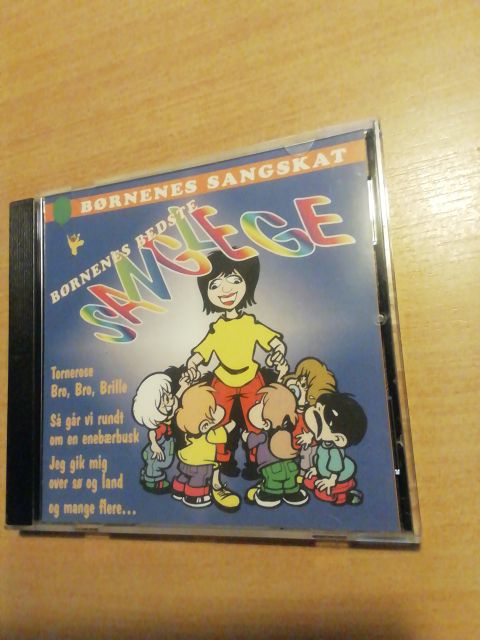 BØRNENES SANGSKAT
BØRNENES BEDSTE
SANGLEGE
Tornerose
Bro, Bro, Brille
Så går vi rundt
om en enebærbusk
Jeg gik mig
over sø og land
og mange flere...